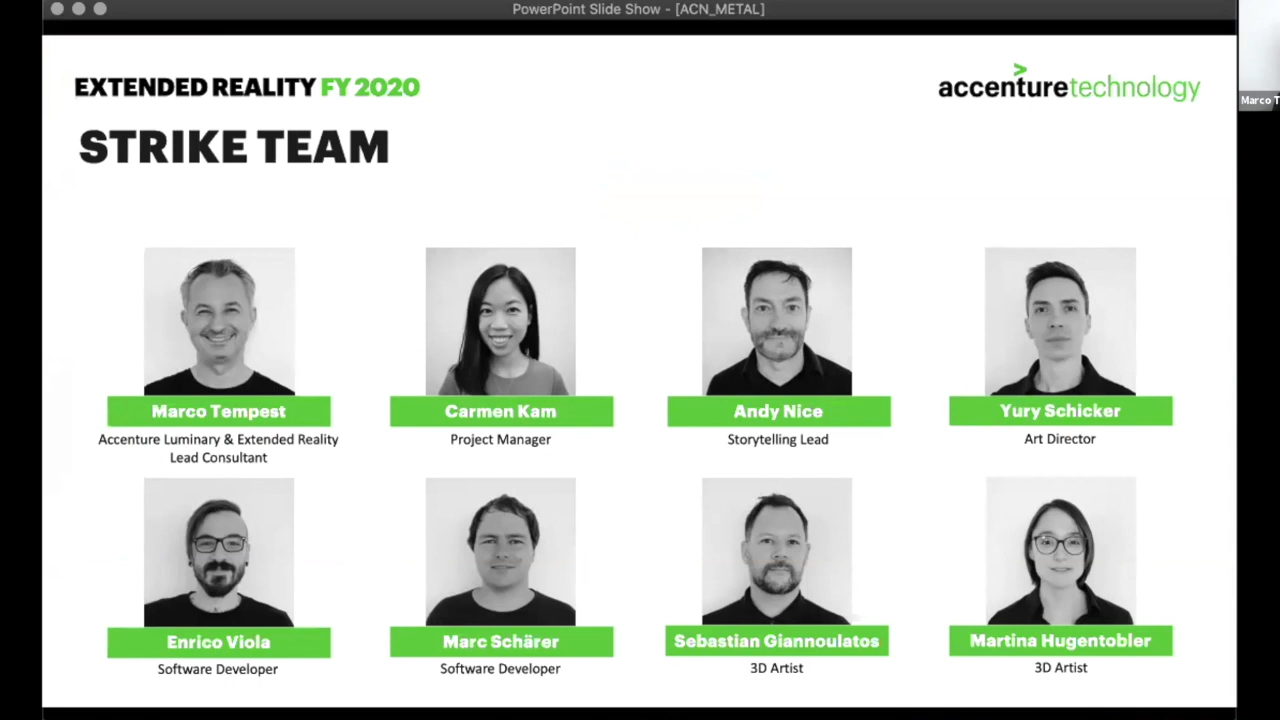 PowerPoint Slide Show - [ACN_METAL]
EXTENDED REALITY FY 2020
accenturetechnology
Marco T
STRIKE TEAM
Marco Tempest
Accenture Luminary & Extended Reality
Lead Consultant
Carmen Kam
Project Manager
Andy Nice
Storytelling Lead
Yury Schicker
Art Director
Enrico Viola
Software Developer
Marc Schärer
Software Developer
Sebastian Giannoulatos
3D Artist
Martina Hugentobler
3D Artist